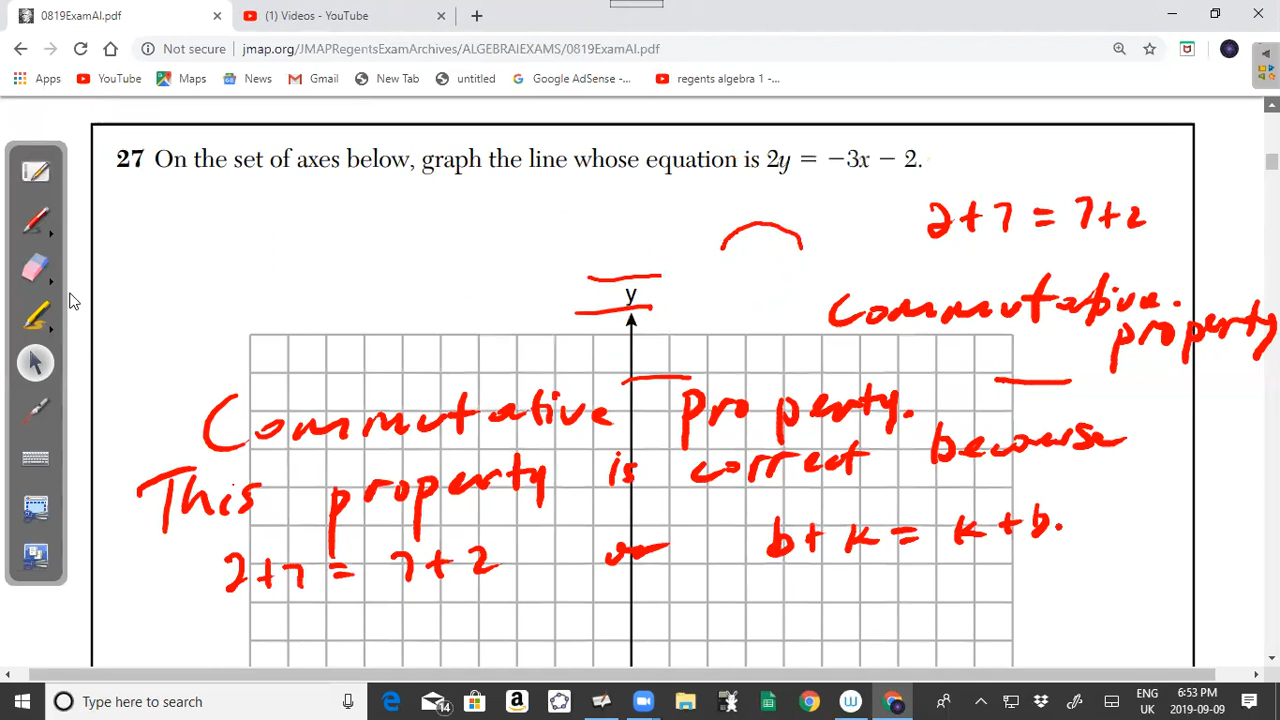 0819ExamAI.pdf
(1) Videos - YouTube
Not secure
jmap.org/JMAPRegentsExamArchives/ALGEBRAIEXAMS/0819ExamAI.pdf
Apps
YouTube
Maps
News
Gmail
New Tab
untitled
Google AdSense -...
regents algebra 1 -...
27 On the set of axes below, graph the line whose equation is 2y = −3x − 2.
2+7 = 7+2
Commutative.
property
y
Commutative Property.
This property is correct because
2+7 = 7+2 or b+k = k+b.
Type here to search
14
ENG
UK
6:53 PM
2019-09-09